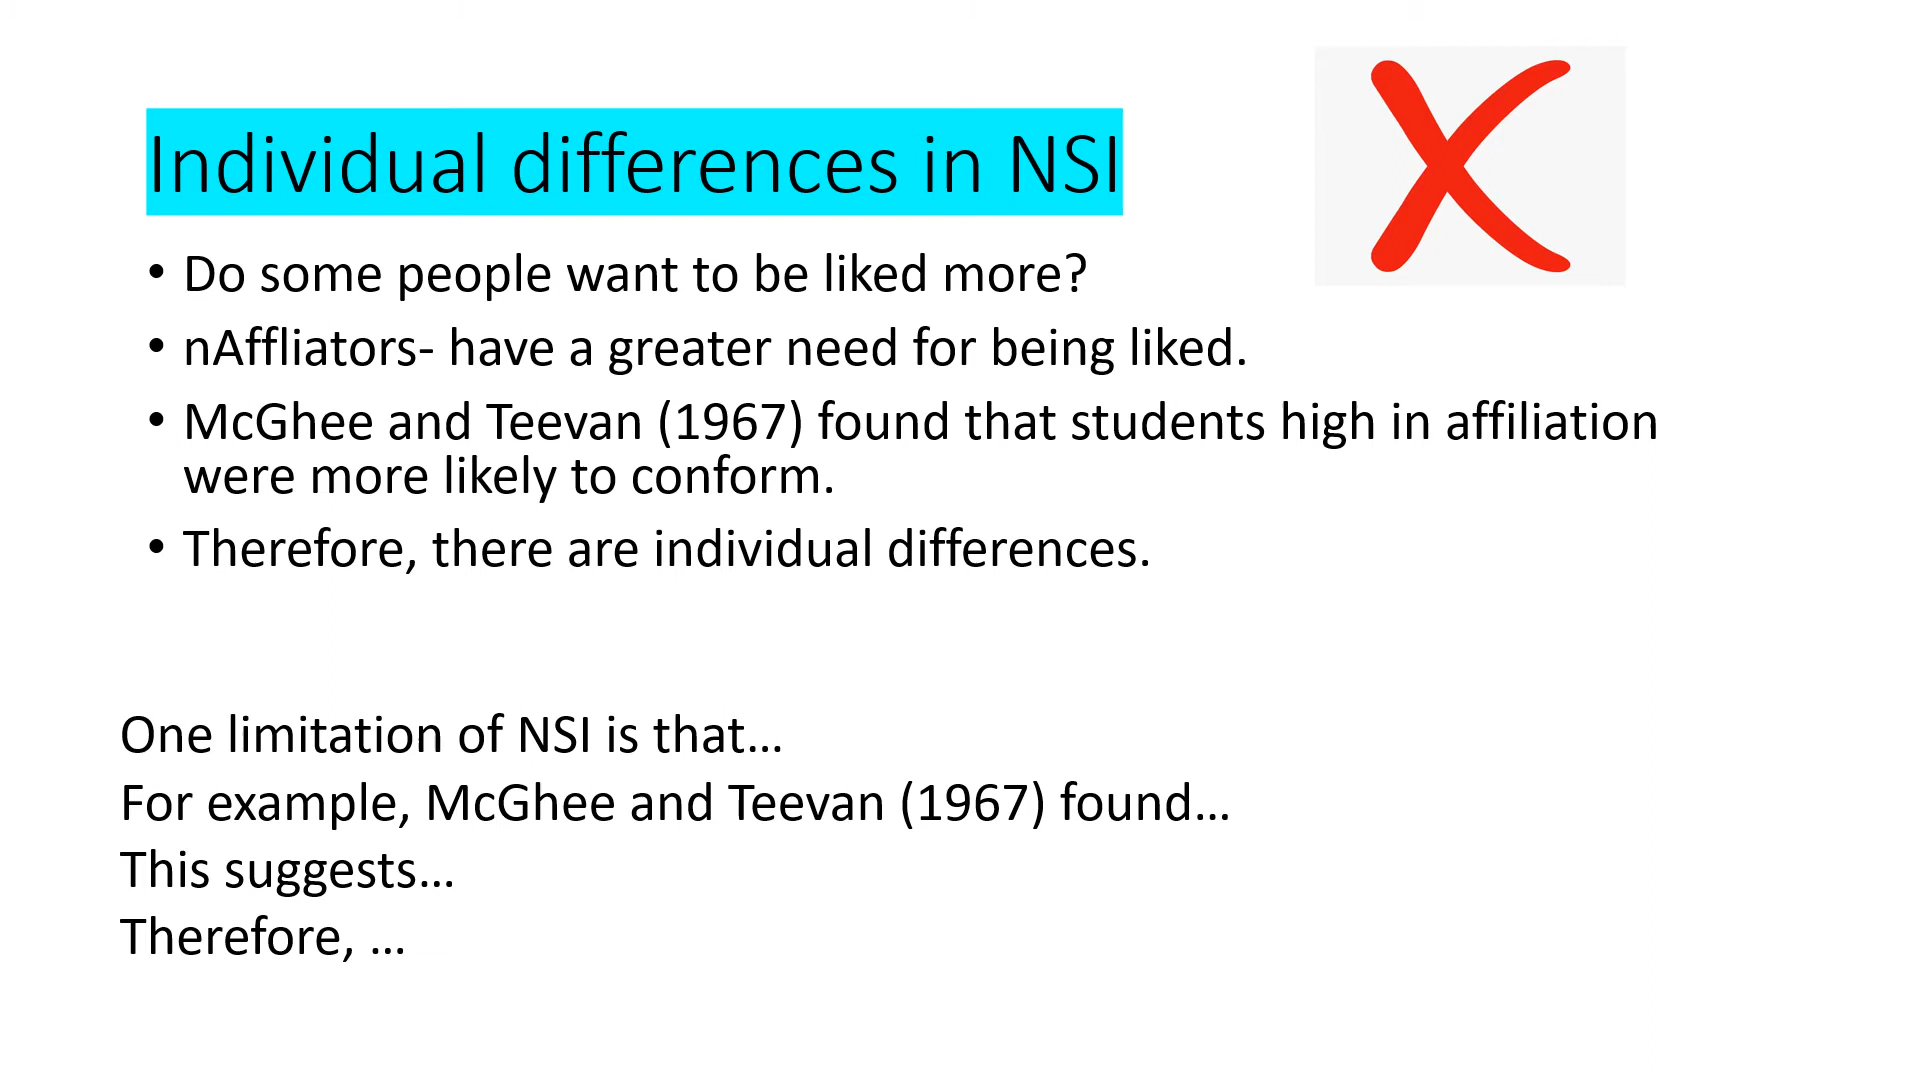 Individual differences in NSI
• Do some people want to be liked more?
• nAffliators- have a greater need for being liked.
• McGhee and Teevan (1967) found that students high in affiliation
were more likely to conform.
• Therefore, there are individual differences.
One limitation of NSI is that…
For example, McGhee and Teevan (1967) found…
This suggests…
Therefore, …